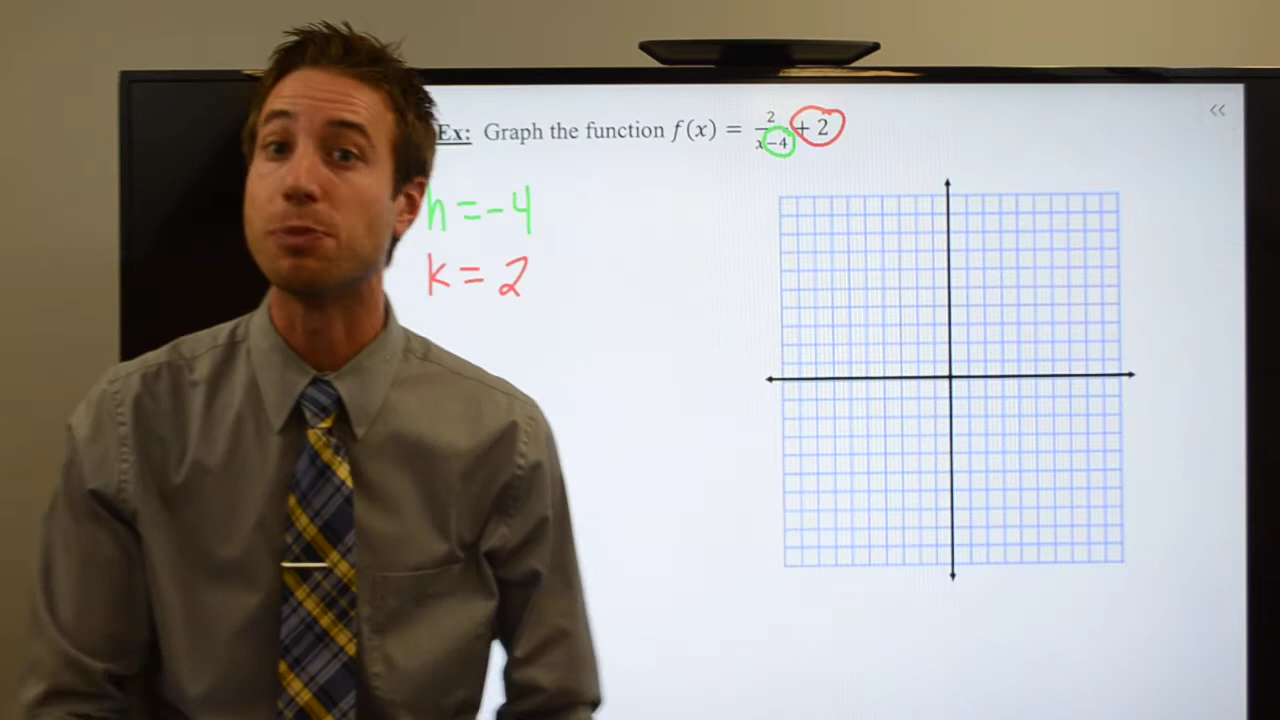 Ex: Graph the function f(x) = 2/(x−4) + 2
h = −4
k = 2